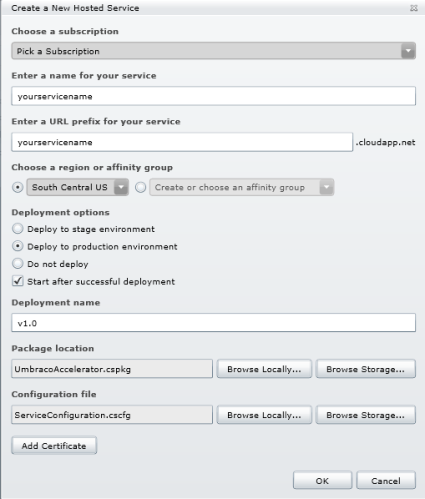 Create a New Hosted Service
Choose a subscription
Pick a Subscription
Enter a name for your service
yourservicename
Enter a URL prefix for your service
yourservicename .cloudapp.net
Choose a region or affinity group
South Central US Create or choose an affinity group
Deployment options
Deploy to stage environment
Deploy to production environment
Do not deploy
Start after successful deployment
Deployment name
v1.0
Package location
UmbracoAccelerator.cspkg Browse Locally... Browse Storage...
Configuration file
ServiceConfiguration.cscfg Browse Locally... Browse Storage...
Add Certificate
OK Cancel